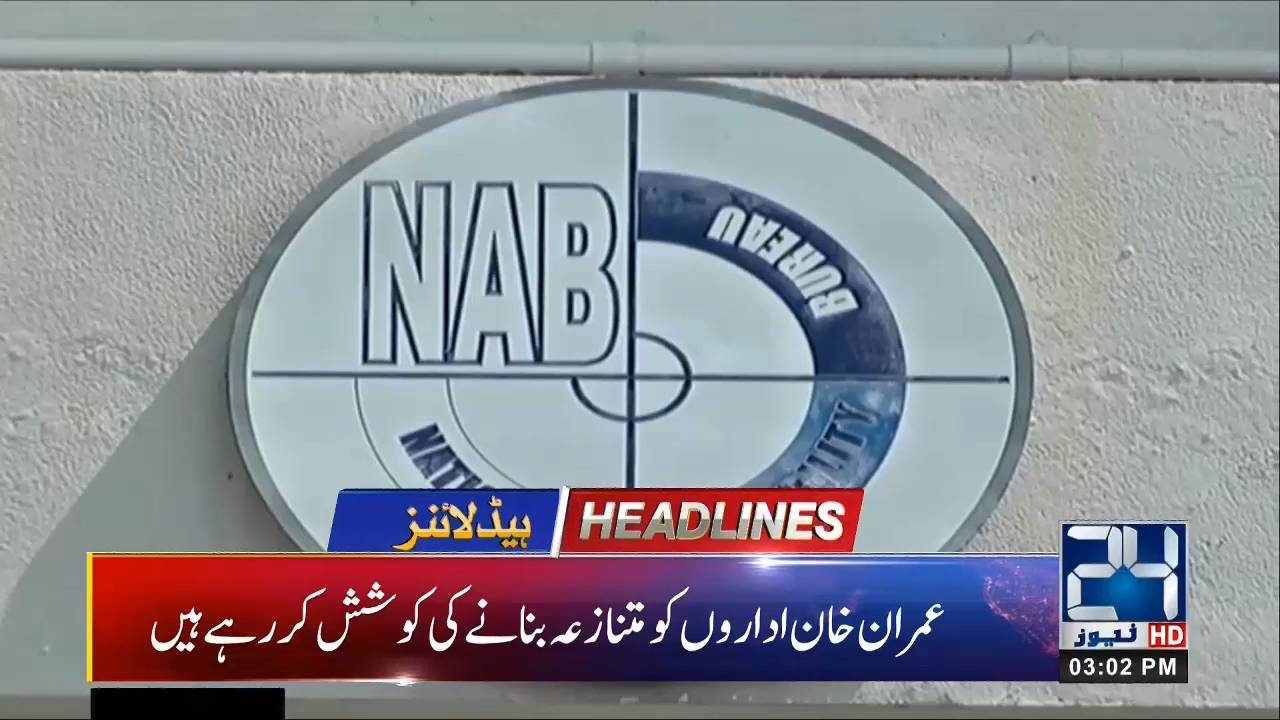 NAB
BUREAU
ہیڈلائنز HEADLINES
عمران خان اداروں کو متنازعہ بنانے کی کوشش کر رہے ہیں
24
نیوز HD
03:02 PM